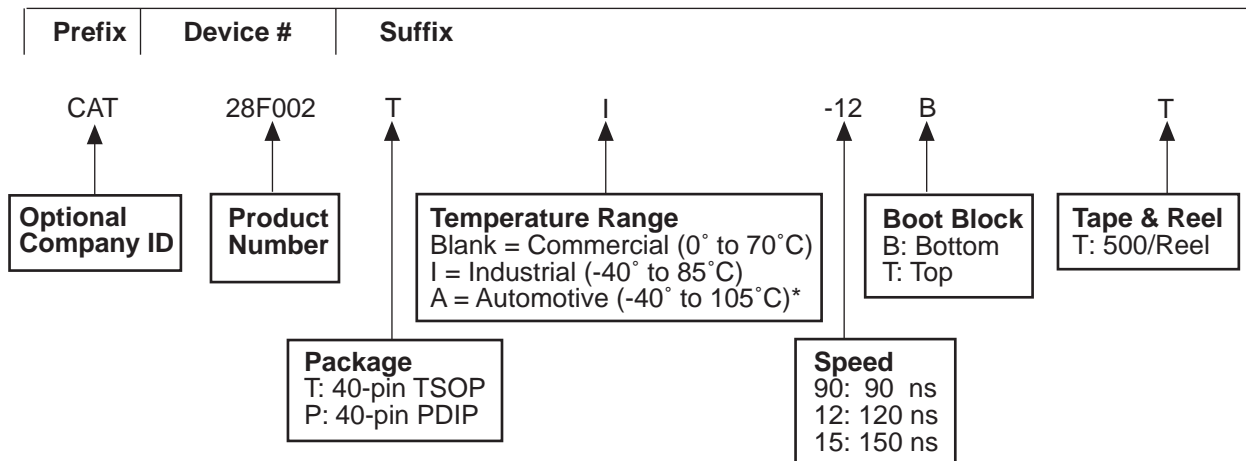 Prefix Device # Suffix
CAT 28F002 T I -12 B T
Optional
Company ID
Product
Number
Temperature Range
Blank = Commercial (0˚ to 70˚C)
I = Industrial (-40˚ to 85˚C)
A = Automotive (-40˚ to 105˚C)*
Boot Block
B: Bottom
T: Top
Tape & Reel
T: 500/Reel
Package
T: 40-pin TSOP
P: 40-pin PDIP
Speed
90: 90 ns
12: 120 ns
15: 150 ns